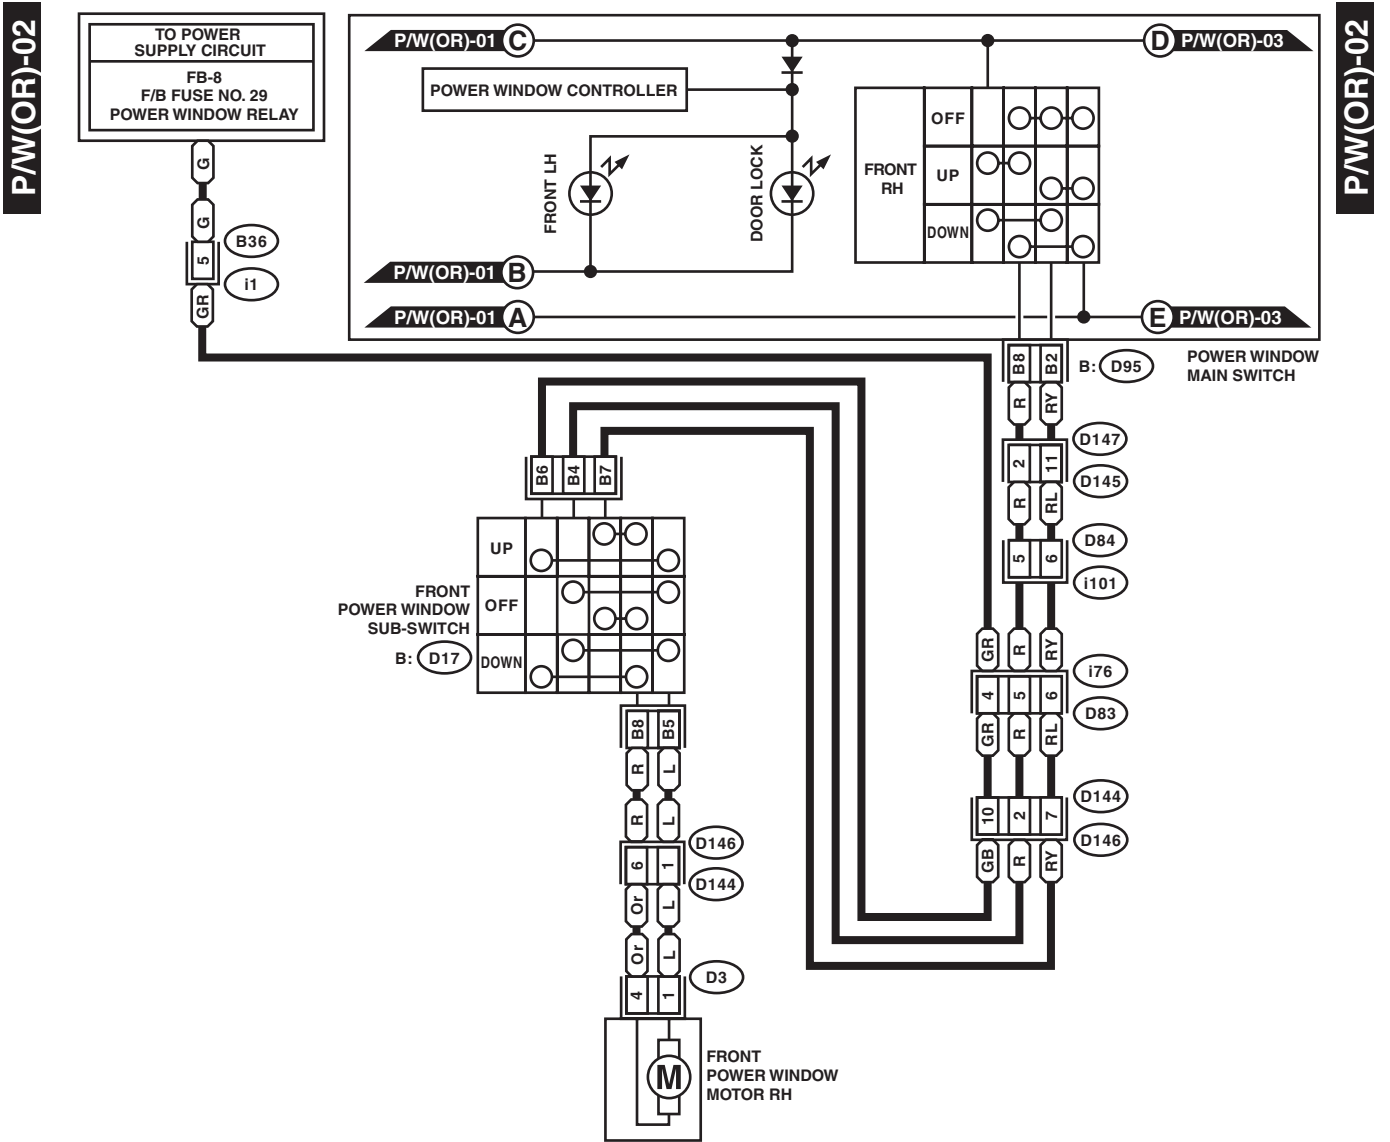 P/W(OR)-02
P/W(OR)-02
TO POWER
SUPPLY CIRCUIT
FB-8
F/B FUSE NO. 29
POWER WINDOW RELAY
G
G
5
B36
i1
GR
P/W(OR)-01 C
D P/W(OR)-03
POWER WINDOW CONTROLLER
FRONT LH
DOOR LOCK
FRONT
RH
OFF
UP
DOWN
P/W(OR)-01 B
P/W(OR)-01 A
E P/W(OR)-03
POWER WINDOW
MAIN SWITCH
B8 B2
B: D95
R RY
D147
2 11
D145
R RL
D84
5 6
i101
GR R RY
i76
4 5 6
D83
GR R RL
D144
10 2 7
D146
GB R RY
B6 B4 B7
UP
OFF
DOWN
FRONT
POWER WINDOW
SUB-SWITCH
B: D17
B8 B5
R L
R L
D146
6 1
D144
Or L
Or L
D3
4 1
M
FRONT
POWER WINDOW
MOTOR RH